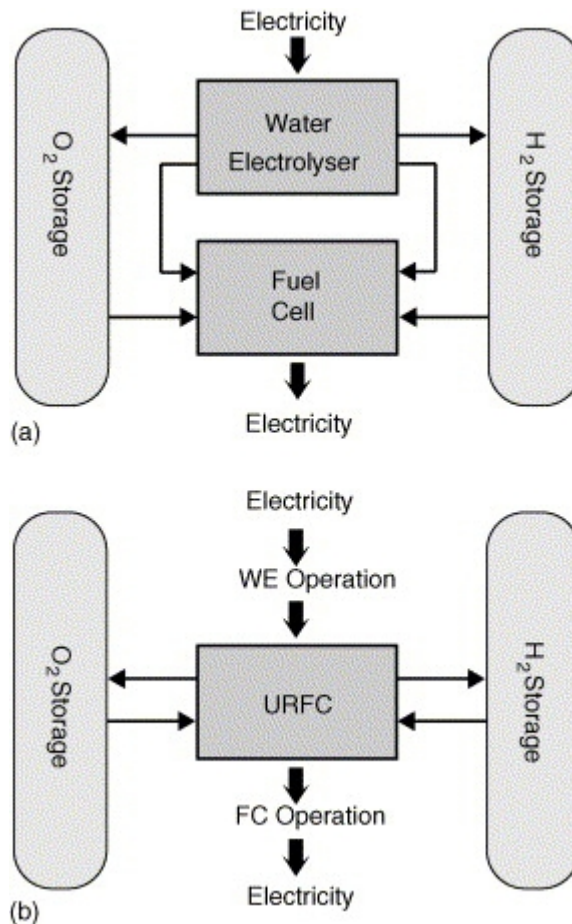 Electricity
O2 Storage
Water
Electrolyser
H2 Storage
Fuel
Cell
Electricity
(a)
Electricity
WE Operation
O2 Storage
URFC
H2 Storage
FC Operation
Electricity
(b)